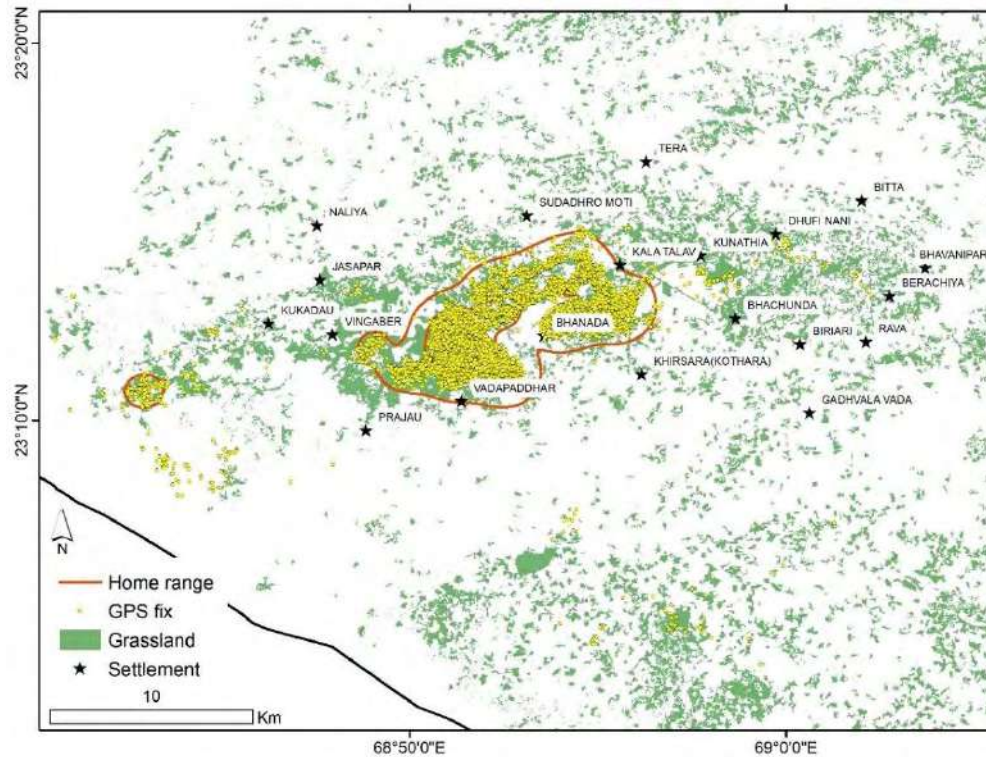 23°20'0"N
TERA
BITTA
SUDADHRO MOTI
NALIYA
DHUFI NANI
KUNATHIA
KALA TALAV
BHAVANIPAR
JASAPAR
BERACHIYA
KUKADAU
VINGABER
BHANADA
BHACHUNDA
BIRIARI
RAVA
KHIRSARA(KOTHARA)
VADAPADDHAR
GADHVALA VADA
23°10'0"N
PRAJAU
N
Home range
GPS fix
Grassland
Settlement
10
Km
68°50'0"E
69°0'0"E